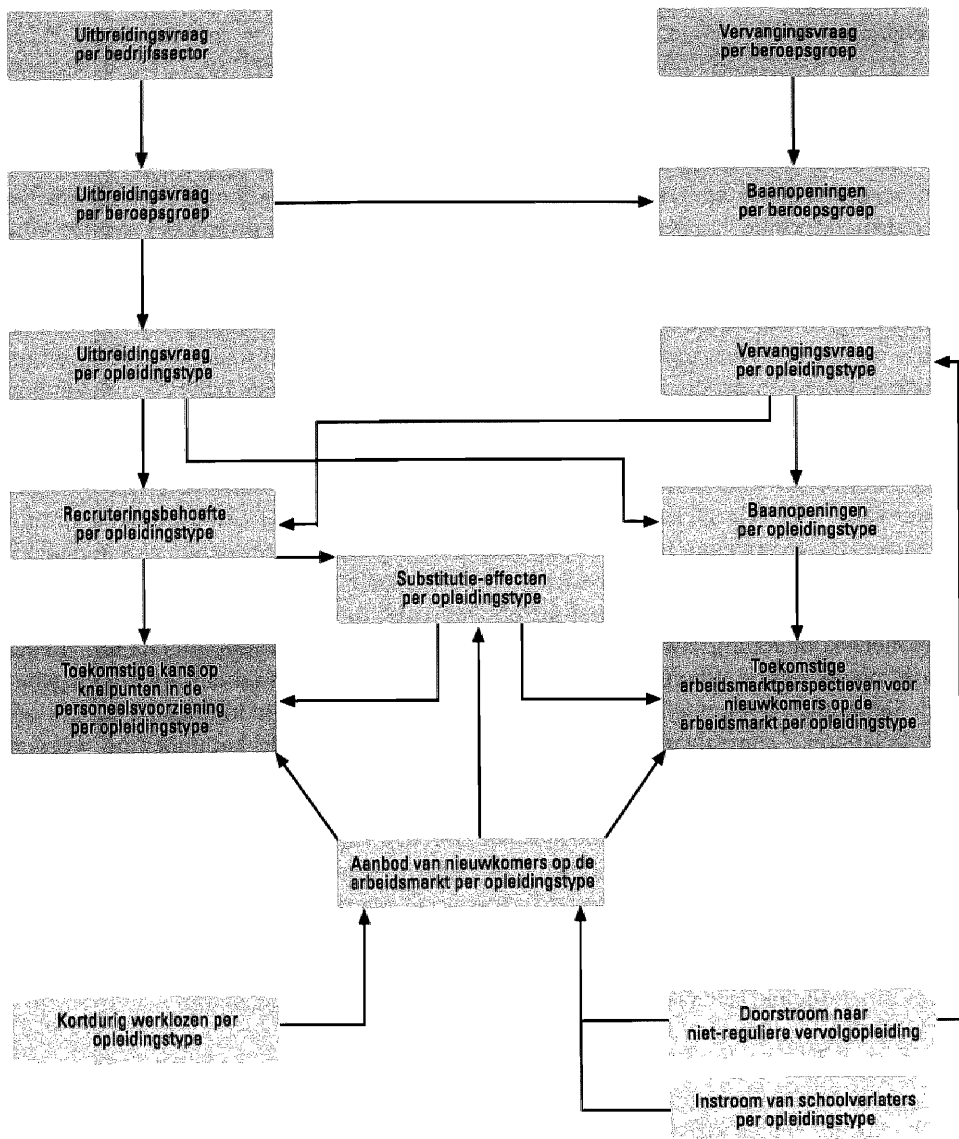 Uitbreidingsvraag
per bedrijfssector
Vervangingsvraag
per beroepsgroep
Uitbreidingsvraag
per beroepsgroep
Baanopeningen
per beroepsgroep
Uitbreidingsvraag
per opleidingstype
Vervangingsvraag
per opleidingstype
Recruteringsbehoefte
per opleidingstype
Baanopeningen
per opleidingstype
Substitutie-effecten
per opleidingstype
Toekomstige kans op
knelpunten in de
personeelsvoorziening
per opleidingstype
Toekomstige
arbeidsmarktperspectieven voor
nieuwkomers op de
arbeidsmarkt per opleidingstype
Aanbod van nieuwkomers op de
arbeidsmarkt per opleidingstype
Kortdurig werklozen per
opleidingstype
Doorstroom naar
niet-reguliere vervolgopleiding
Instroom van schoolverlaters
per opleidingstype